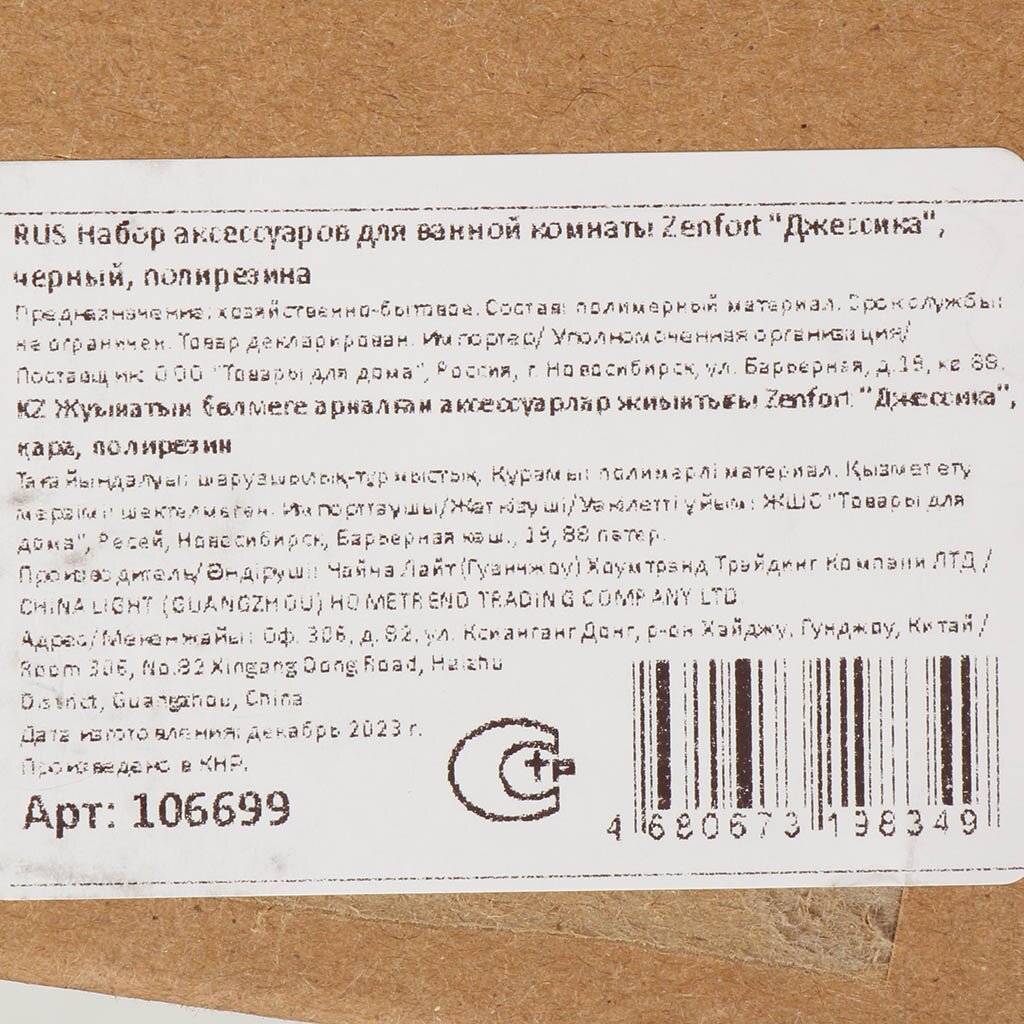 RUS Набор аксессуаров для ванной комнаты Zenfort "Джессика",
черный, полирезина
Предназначение: хозяйственно-бытовое. Состав: полимерный материал. Срок службы:
не ограничен. Товар декларирован. Импортер/ Уполномоченная организация/
Поставщик: ООО "Товары для дома", Россия, г. Новосибирск, ул. Барьерная, д.19, кв 88.
KZ Жуынатын бөлмеге арналған аксессуарлар жиынтығы Zenfort "Джессика",
қара, полирезин
Тағайындалуы: шаруашылық-тұрмыстық. Құрамы: полимерлі материал. Қызмет ету
мерзімі: шектелмеген. Импорттаушы/Жеткізуші/Уәкілетті ұйым: ЖШС "Товары для
дома", Ресей, Новосибирск, Барьерная көш., 19, 88 пәтер.
Производитель/ Өндіруші: Чайна Лайт (Гуанчжоу) Хоумтрэнд Трейдинг Компани ЛТД /
CHINA LIGHT (GUANGZHOU) HOMETREND TRADING COMPANY LTD
Адрес/Мекенжайы: Оф. 306, д. 82, ул. Ксинганг Донг, р-он Хайджу, Гунджоу, Китай /
Room 306, No.82 Xingang Dong Road, Haizhu
District, Guangzhou, China
Дата изготовления: декабрь 2023 г.
Произведено в КНР.
Арт: 106699
4 680673 198349